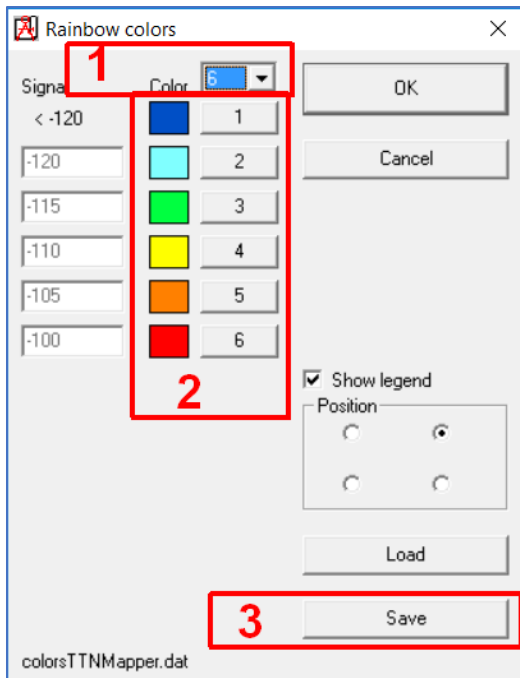 Rainbow colors
1
Signa
Color
6
OK
< -120
1
-120
2
Cancel
-115
3
-110
4
-105
5
-100
6
2
Show legend
Position
Load
3
Save
colorsTTNMapper.dat